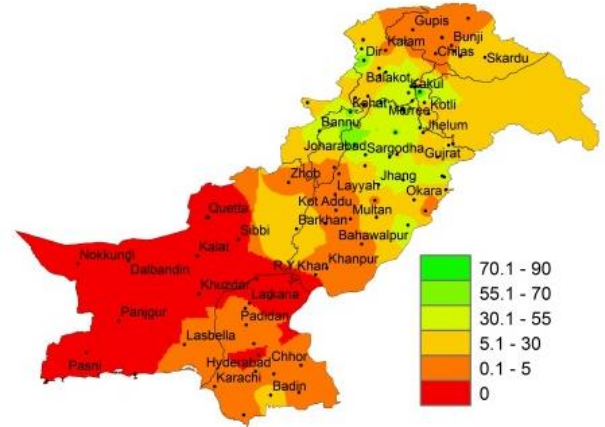 Gupis
Kalam
Bunji
Dir
Chilas
Skardu
Balakot
Kakul
Kohat
Murree
Kotli
Bannu
Jhelum
Joharabad
Sargodha
Gujrat
Zhob
Layyah
Jhang
Okara
Quetta
Kot Addu
Multan
Sibbi
Barkhan
Kalat
Bahawalpur
Nokkundi
Dalbandin
R.Y.Khan
Khanpur
Khuzdar
Larkana
Panjgur
Padidan
Lasbella
Hyderabad
Chhor
Pasni
Karachi
Badin
70.1 - 90
55.1 - 70
30.1 - 55
5.1 - 30
0.1 - 5
0